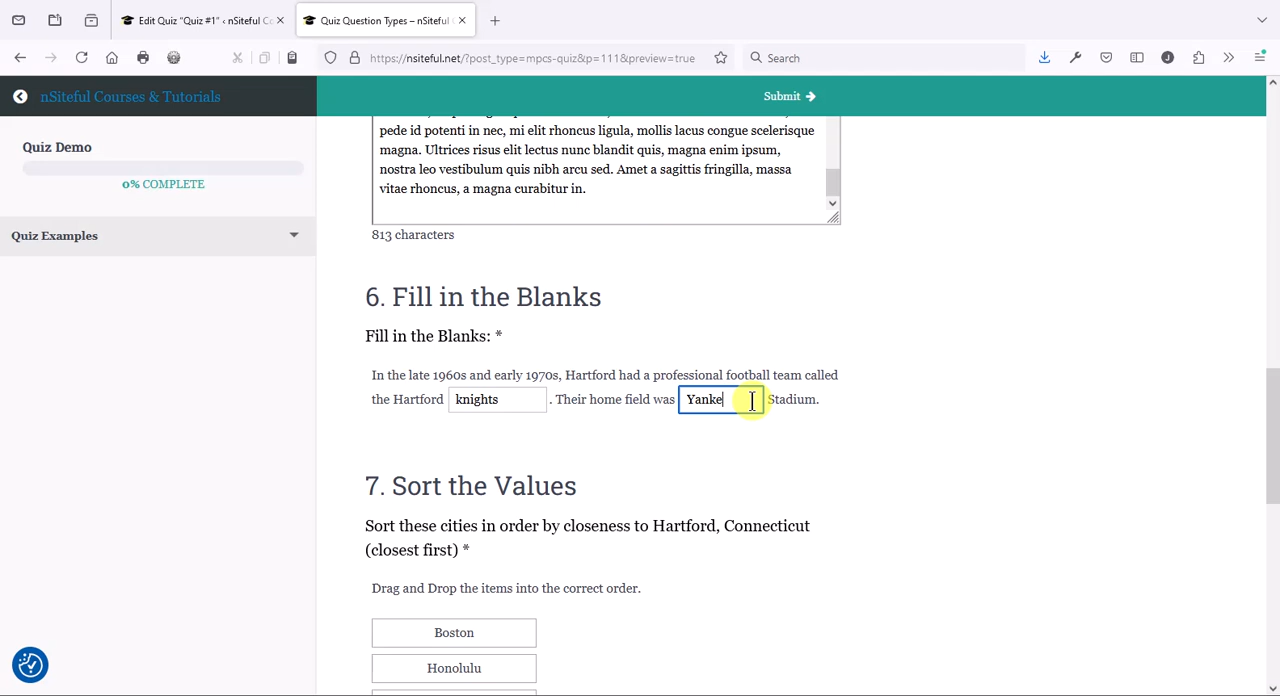 Edit Quiz "Quiz #1" ‹ nSiteful Co
Quiz Question Types – nSiteful C
https://nsiteful.net/?post_type=mpcs-quiz&p=111&preview=true
Search
nSiteful Courses & Tutorials
Submit
Quiz Demo
0% COMPLETE
Quiz Examples
pede id potenti in nec, mi elit rhoncus ligula, mollis lacus congue scelerisque
magna. Ultrices risus elit lectus nunc blandit quis, magna enim ipsum,
nostra leo vestibulum quis nibh arcu sed. Amet a sagittis fringilla, massa
vitae rhoncus, a magna curabitur in.
813 characters
6. Fill in the Blanks
Fill in the Blanks: *
In the late 1960s and early 1970s, Hartford had a professional football team called
the Hartford knights . Their home field was Yanke Stadium.
7. Sort the Values
Sort these cities in order by closeness to Hartford, Connecticut
(closest first) *
Drag and Drop the items into the correct order.
Boston
Honolulu